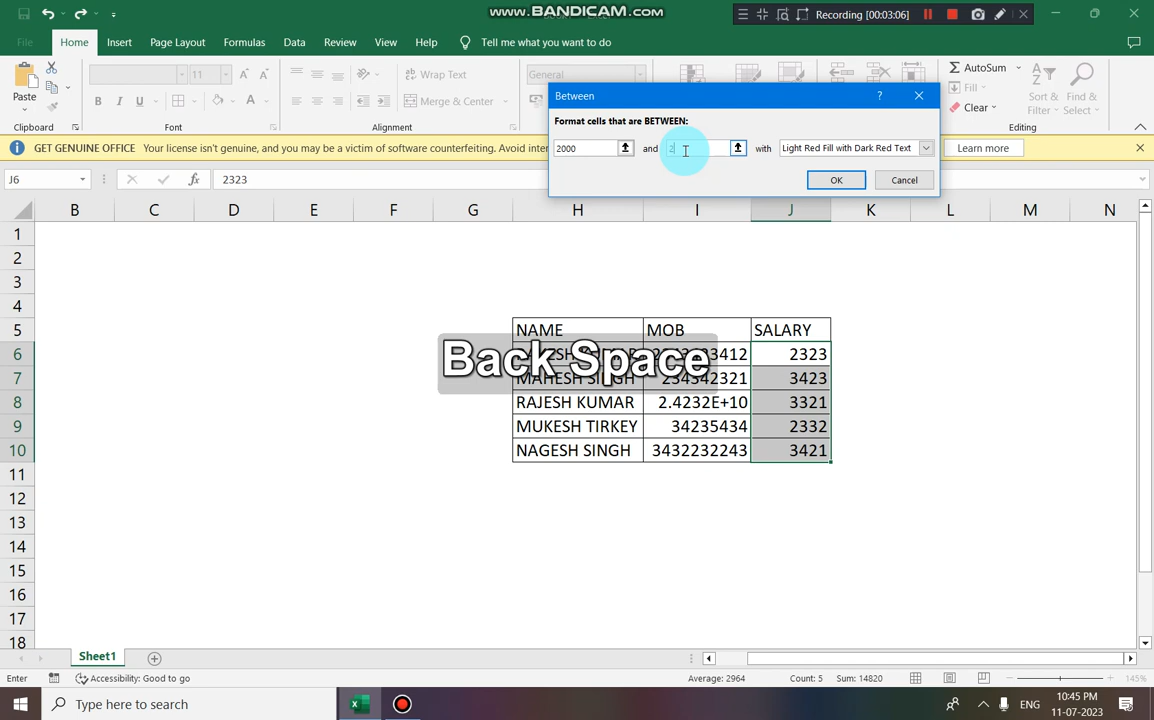 www.BANDICAM.com
Recording [00:03:06]
File Home Insert Page Layout Formulas Data Review View Help Tell me what you want to do
Paste
11
Wrap Text
General
AutoSum
Fill
Clear
Merge & Center
Sort & Filter
Find & Select
Clipboard Font Alignment Editing
Between
?
Format cells that are BETWEEN:
2000 and 2 with Light Red Fill with Dark Red Text
OK Cancel
GET GENUINE OFFICE Your license isn't genuine, and you may be a victim of software counterfeiting. Avoid inter
Learn more
J6 fx 2323
B C D E F G H I J K L M N
1
2
3
4
5 NAME MOB SALARY
6 3412 2323
7 MAHESH SINGH 234342321 3423
8 RAJESH KUMAR 2.4232E+10 3321
9 MUKESH TIRKEY 34235434 2332
10 NAGESH SINGH 3432232243 3421
Back Space
11
12
13
14
15
16
17
18
Sheet1
Enter Accessibility: Good to go Average: 2964 Count: 5 Sum: 14820 145%
Type here to search
ENG
10:45 PM
11-07-2023